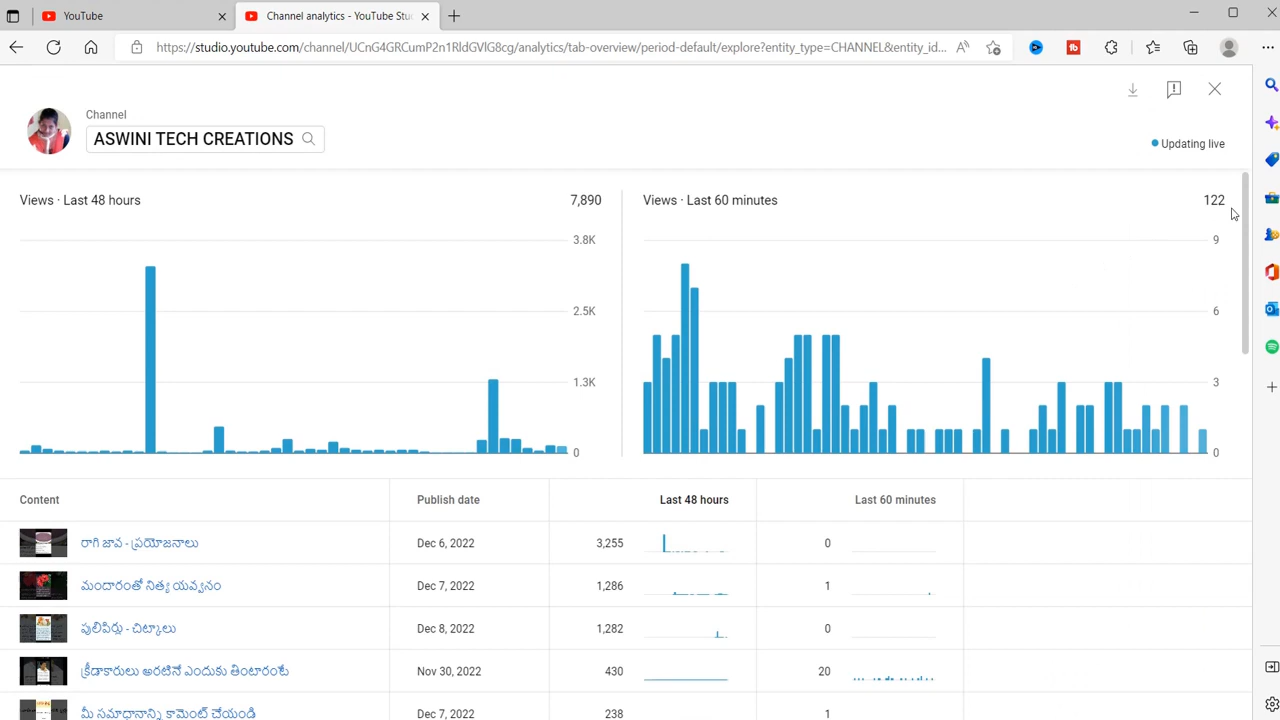 YouTube
Channel analytics - YouTube Stu
https://studio.youtube.com/channel/UCnG4GRCumP2n1RldGVlG8cg/analytics/tab-overview/period-default/explore?entity_type=CHANNEL&entity_id...
Channel
ASWINI TECH CREATIONS
Updating live
Views · Last 48 hours 7,890
3.8K
2.5K
1.3K
0
Views · Last 60 minutes 122
9
6
3
0
Content Publish date Last 48 hours Last 60 minutes
రాగి జావ - ప్రయోజనాలు Dec 6, 2022 3,255 0
మందారంతో నిత్య యవ్వనం Dec 7, 2022 1,286 1
పులిపిర్లు - చిట్కాలు Dec 8, 2022 1,282 0
క్రీడాకారులు అరటినే ఎందుకు తింటారంటే Nov 30, 2022 430 20
మీ సమాధానాన్ని కామెంట్ చేయండి Dec 7, 2022 238 1